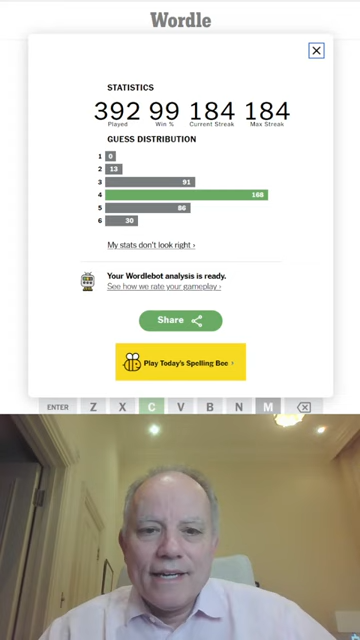 Wordle
STATISTICS
392 99 184 184
Played Win % Current Streak Max Streak
GUESS DISTRIBUTION
1 0
2 13
3 91
4 168
5 86
6 30
My stats don't look right ›
Your Wordlebot analysis is ready.
See how we rate your gameplay ›
Share
Play Today's Spelling Bee ›
ENTER Z X C V B N M